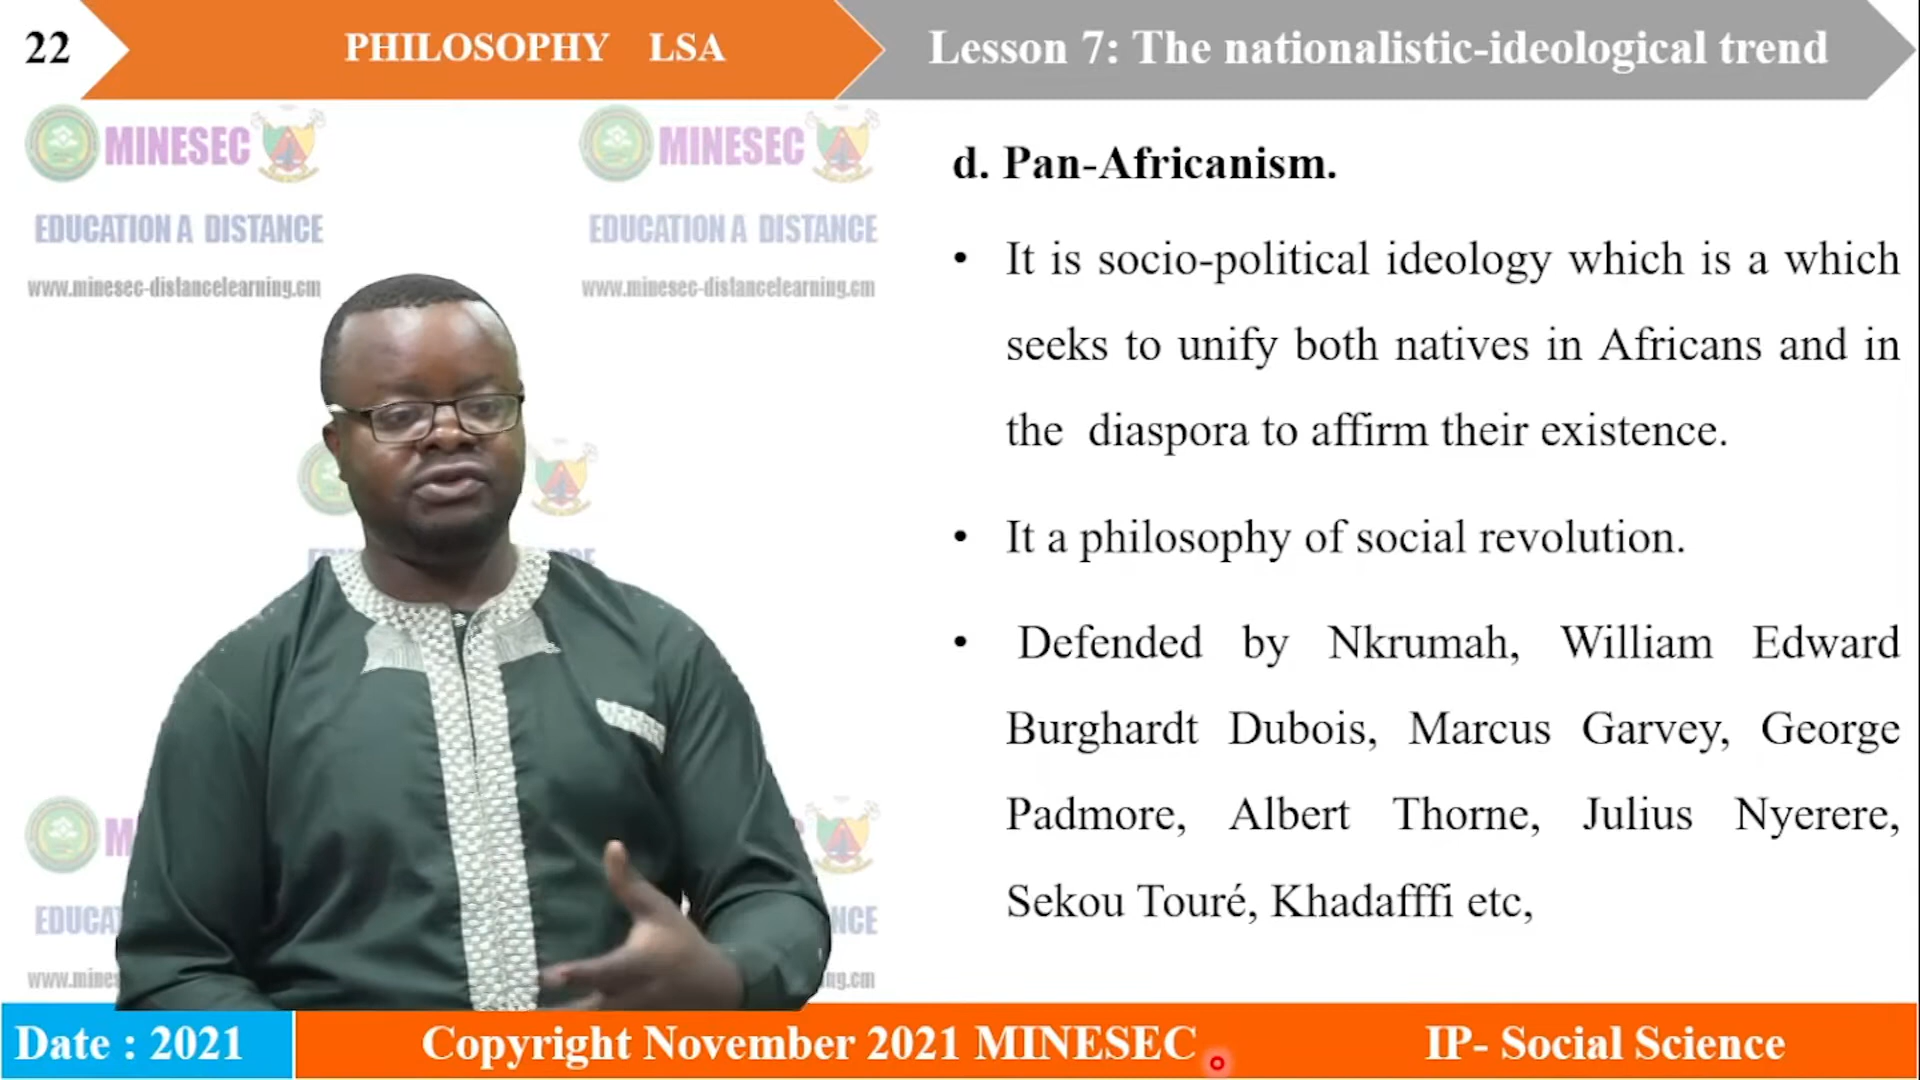 22
PHILOSOPHY LSA
Lesson 7: The nationalistic-ideological trend
MINESEC
EDUCATION A DISTANCE
www.minesec-distancelearning.cm
MINESEC
EDUCATION A DISTANCE
www.minesec-distancelearning.cm
d. Pan-Africanism.
• It is socio-political ideology which is a which
seeks to unify both natives in Africans and in
the diaspora to affirm their existence.
• It a philosophy of social revolution.
• Defended by Nkrumah, William Edward
Burghardt Dubois, Marcus Garvey, George
Padmore, Albert Thorne, Julius Nyerere,
Sekou Touré, Khadafffi etc,
Date : 2021
Copyright November 2021 MINESEC
IP- Social Science